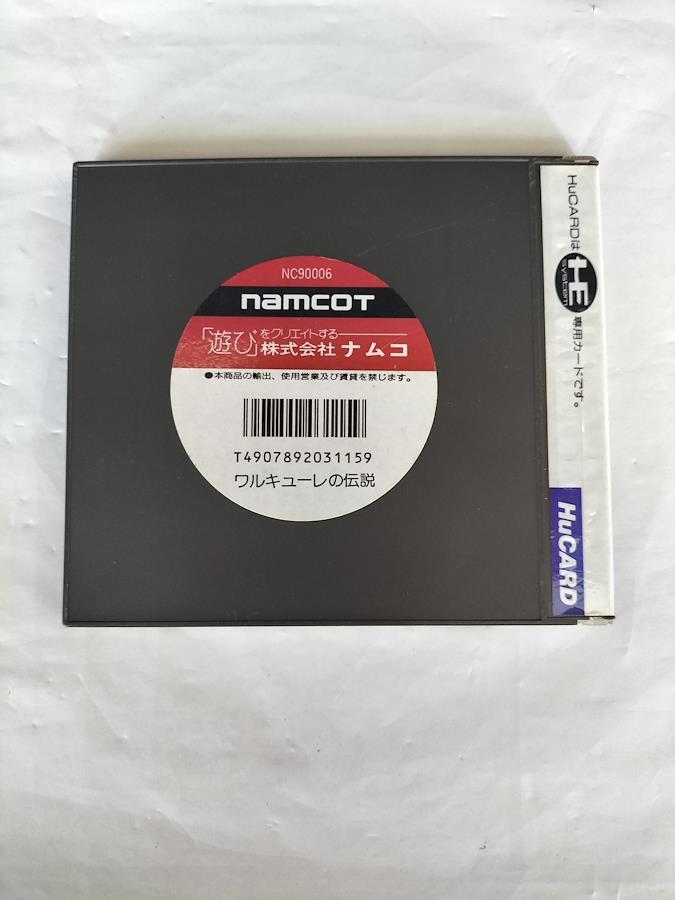 NC90006
namcoT
「遊び」をクリエイトする
株式会社 ナムコ
●本商品の輸出、使用営業及び賃貸を禁じます。
T4907892031159
ワルキューレの伝説
HuCARDは HE SYSTEM 専用カードです。
HuCARD